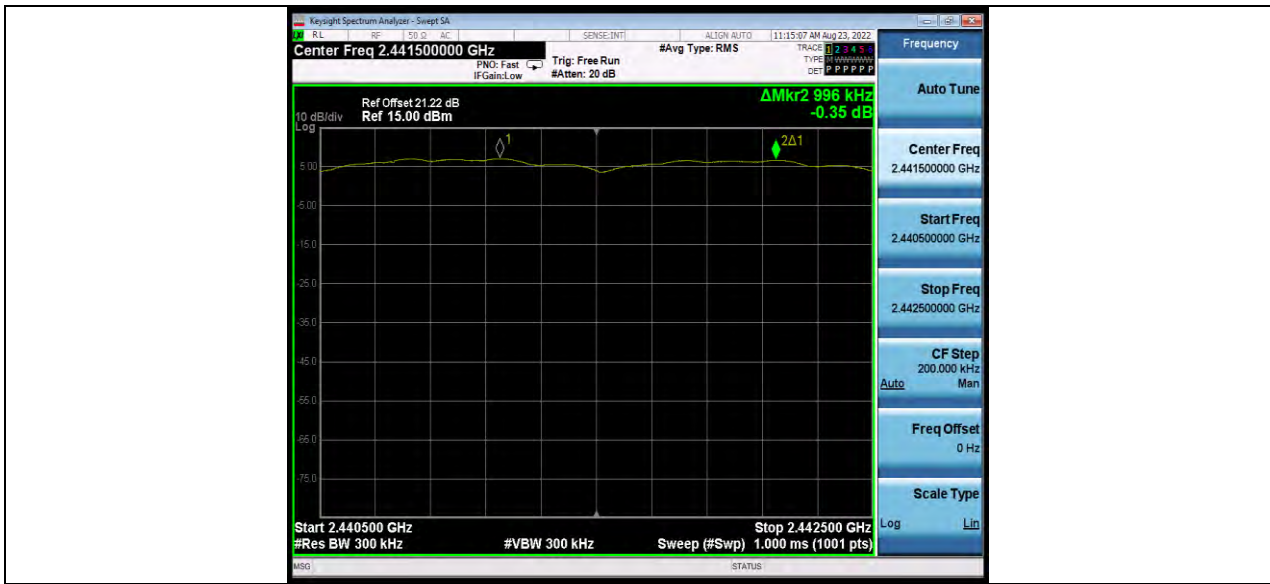 Keysight Spectrum Analyzer - Swept SA
LXI RL RF 50 Ω AC SENSE:INT ALIGN AUTO 11:15:07 AM Aug 23, 2022
Center Freq 2.441500000 GHz
PNO: Fast
IFGain:Low
Trig: Free Run
#Atten: 20 dB
#Avg Type: RMS
TRACE 1 2 3 4 5 6
TYPE M WWWWW
DET P P P P P P
ΔMkr2 996 kHz
-0.35 dB
Ref Offset 21.22 dB
10 dB/div Ref 15.00 dBm
Log
1
2Δ1
5.00
-5.00
-15.0
-25.0
-35.0
-45.0
-55.0
-65.0
-75.0
Start 2.440500 GHz Stop 2.442500 GHz
#Res BW 300 kHz #VBW 300 kHz Sweep (#Swp) 1.000 ms (1001 pts)
MSG STATUS
Frequency
Auto Tune
Center Freq
2.441500000 GHz
Start Freq
2.440500000 GHz
Stop Freq
2.442500000 GHz
CF Step
200.000 kHz
Auto Man
Freq Offset
0 Hz
Scale Type
Log Lin